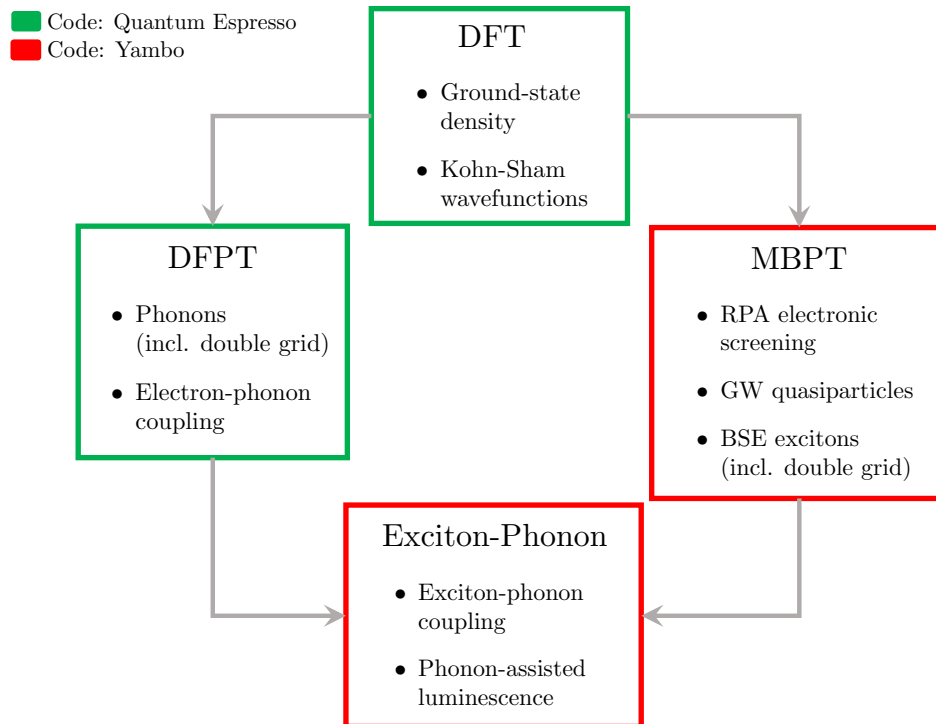 Code: Quantum Espresso
Code: Yambo
DFT
• Ground-state
density
• Kohn-Sham
wavefunctions
DFPT
• Phonons
(incl. double grid)
• Electron-phonon
coupling
MBPT
• RPA electronic
screening
• GW quasiparticles
• BSE excitons
(incl. double grid)
Exciton-Phonon
• Exciton-phonon
coupling
• Phonon-assisted
luminescence